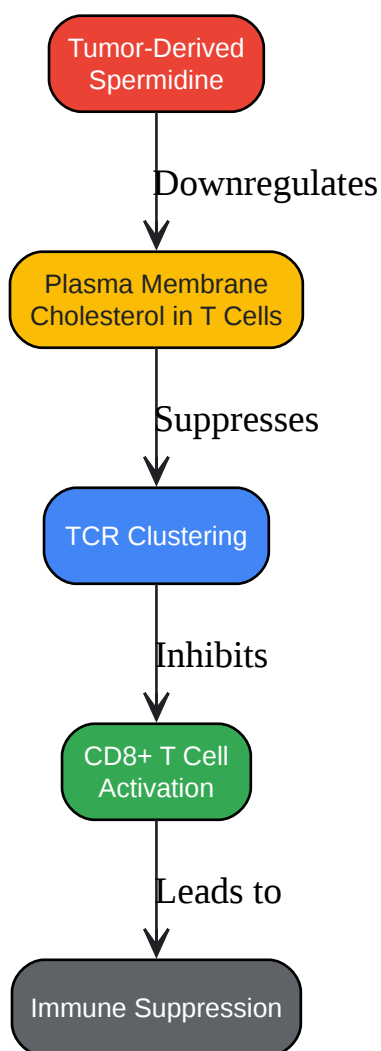 Tumor-Derived
Spermidine
Downregulates
Plasma Membrane
Cholesterol in T Cells
Suppresses
TCR Clustering
Inhibits
CD8+ T Cell
Activation
Leads to
Immune Suppression